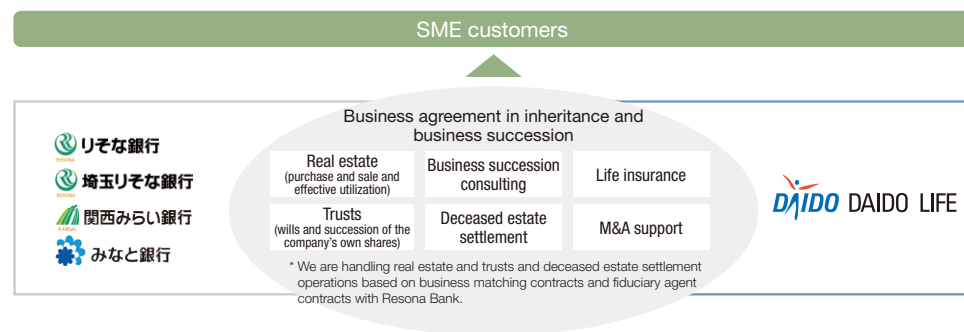 SME customers
Business agreement in inheritance and
business succession
りそな銀行
RESONA
埼玉りそな銀行
RESONA
関西みらい銀行
KANSAI
みなと銀行
Real estate
(purchase and sale and
effective utilization)
Business succession
consulting
Life insurance
Trusts
(wills and succession of the
company's own shares)
Deceased estate
settlement
M&A support
* We are handling real estate and trusts and deceased estate settlement
operations based on business matching contracts and fiduciary agent
contracts with Resona Bank.
DAIDO DAIDO LIFE